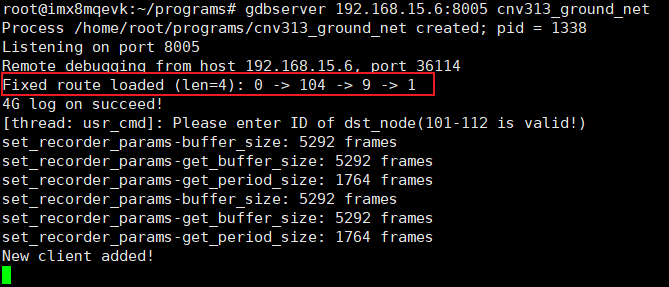 root@imx8mqevk:~/programs# gdbserver 192.168.15.6:8005 cnv313_ground_net
Process /home/root/programs/cnv313_ground_net created; pid = 1338
Listening on port 8005
Remote debugging from host 192.168.15.6, port 36114
Fixed route loaded (len=4): 0 -> 104 -> 9 -> 1
4G log on succeed!
[thread: usr_cmd]: Please enter ID of dst_node(101-112 is valid!)
set_recorder_params-buffer_size: 5292 frames
set_recorder_params-get_buffer_size: 5292 frames
set_recorder_params-get_period_size: 1764 frames
set_recorder_params-buffer_size: 5292 frames
set_recorder_params-get_buffer_size: 5292 frames
set_recorder_params-get_period_size: 1764 frames
New client added!